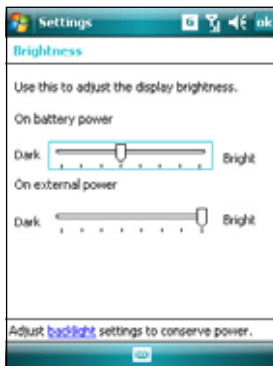 Settings
G
ok
Brightness
Use this to adjust the display brightness.
On battery power
Dark Bright
On external power
Dark Bright
Adjust backlight settings to conserve power.